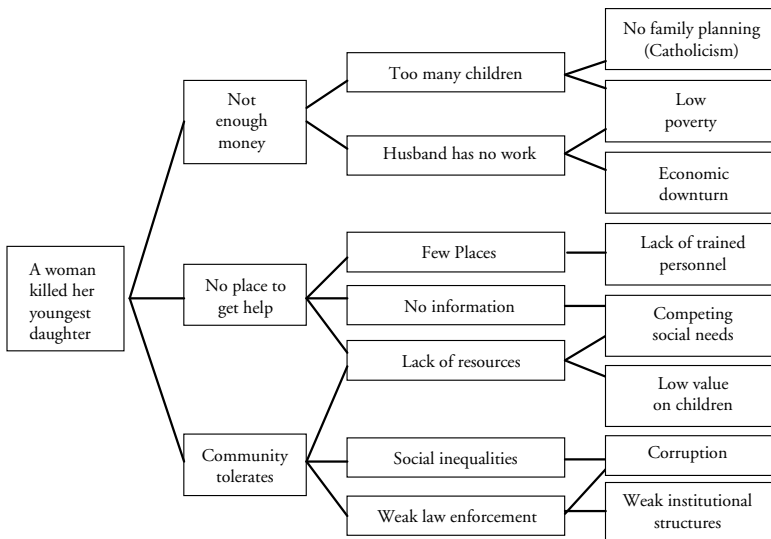 A woman
killed her
youngest
daughter
Not
enough
money
No place to
get help
Community
tolerates
Too many children
Husband has no work
Few Places
No information
Lack of resources
Social inequalities
Weak law enforcement
No family planning
(Catholicism)
Low
poverty
Economic
downturn
Lack of trained
personnel
Competing
social needs
Low value
on children
Corruption
Weak institutional
structures